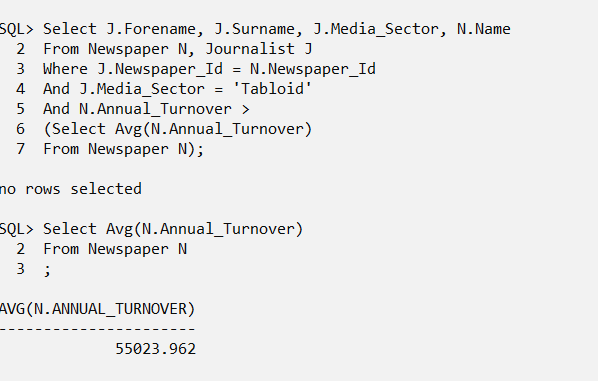 SQL> Select J.Forename, J.Surname, J.Media_Sector, N.Name
2 From Newspaper N, Journalist J
3 Where J.Newspaper_Id = N.Newspaper_Id
4 And J.Media_Sector = 'Tabloid'
5 And N.Annual_Turnover >
6 (Select Avg(N.Annual_Turnover)
7 From Newspaper N);
no rows selected
SQL> Select Avg(N.Annual_Turnover)
2 From Newspaper N
3 ;
AVG(N.ANNUAL_TURNOVER)
----------------------
55023.962